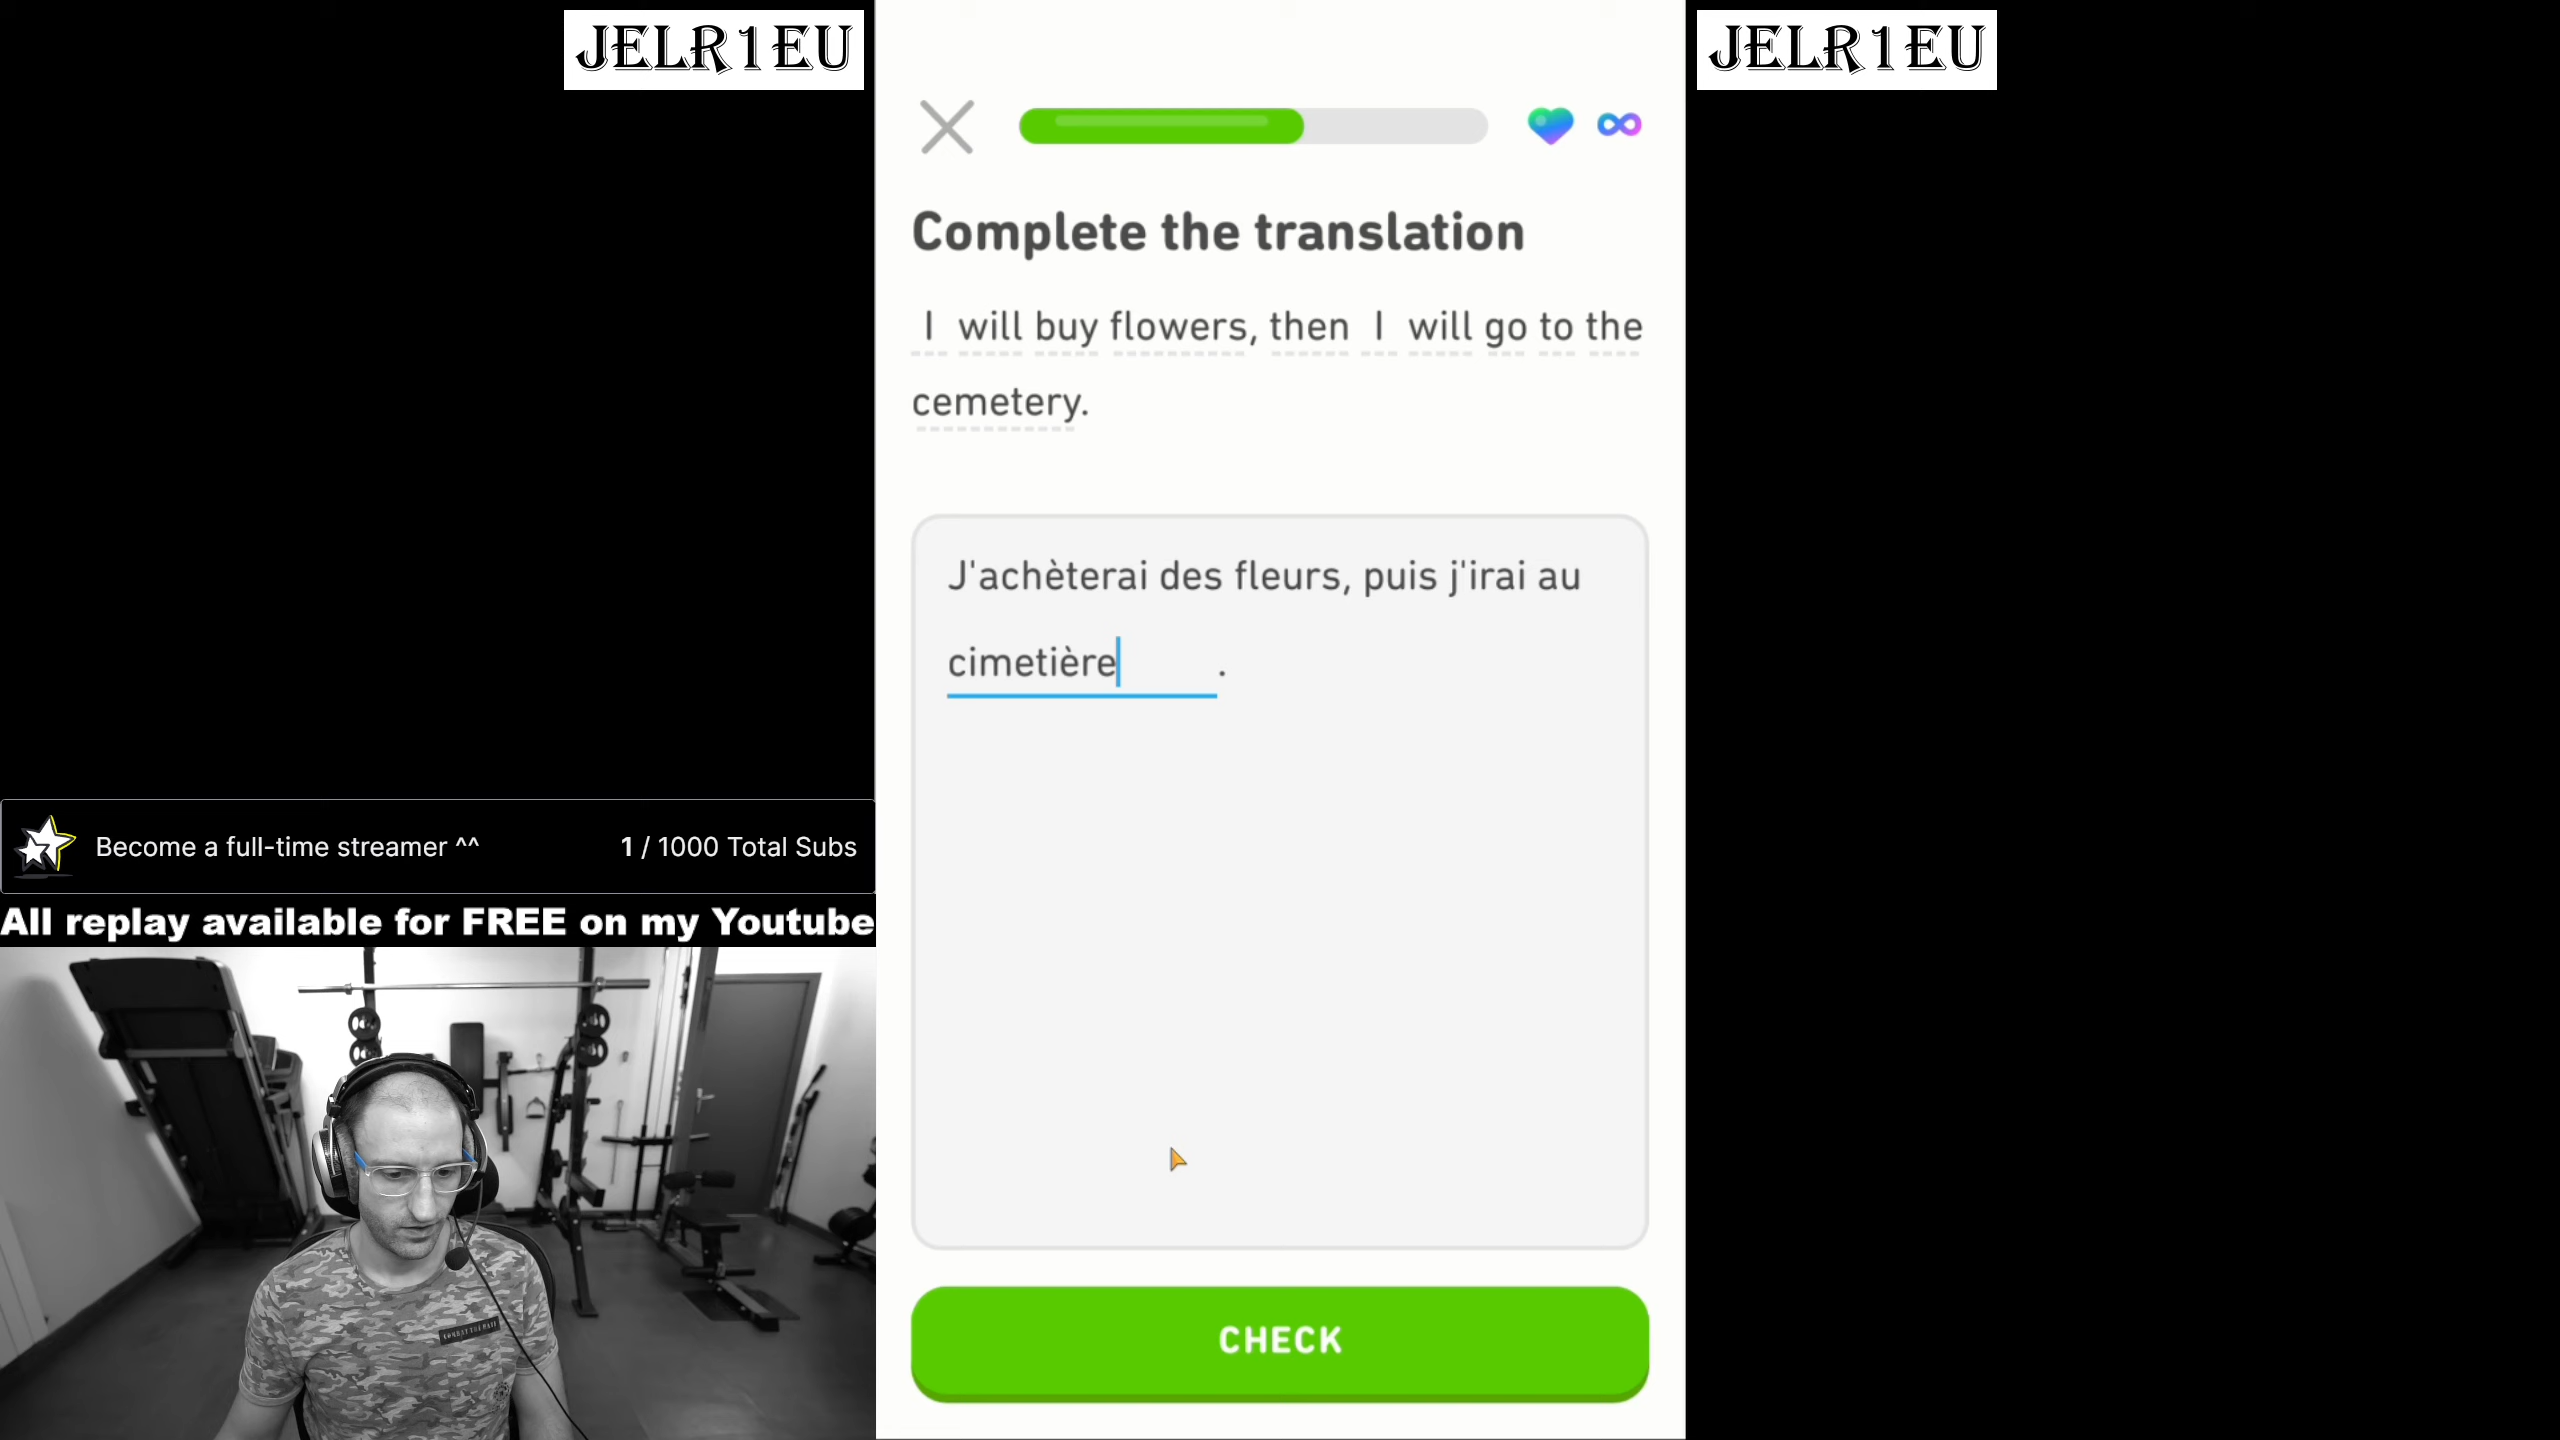 JELR1EU
JELR1EU
Complete the translation
I will buy flowers, then I will go to the
cemetery.
J'achèterai des fleurs, puis j'irai au
cimetière.
CHECK
Become a full-time streamer ^^ 1 / 1000 Total Subs
All replay available for FREE on my Youtube